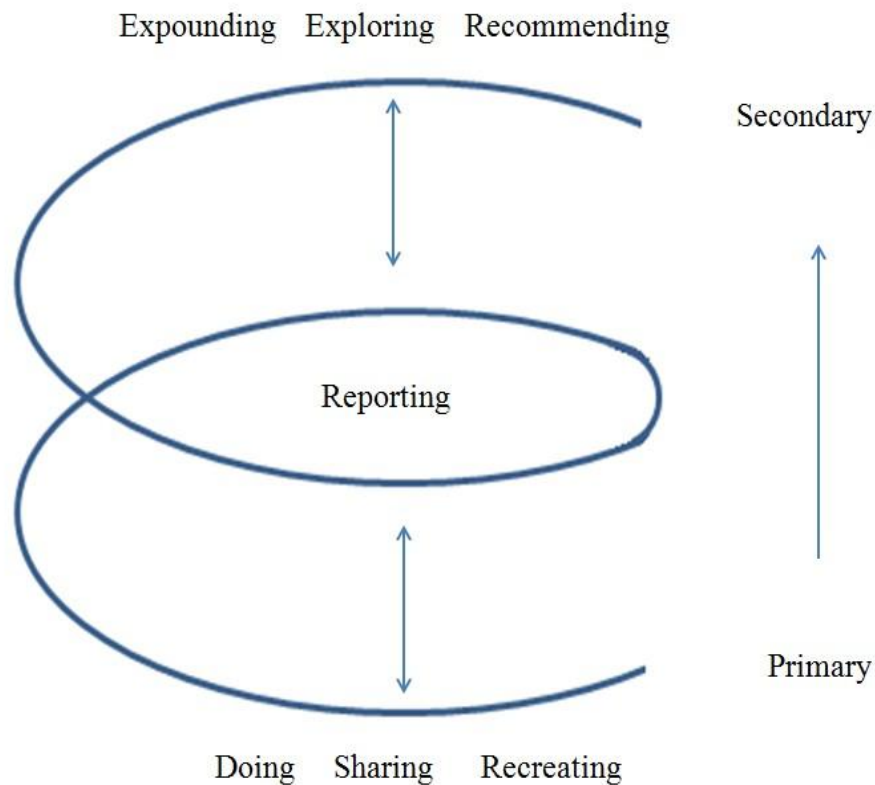 Expounding Exploring Recommending
Secondary
Reporting
Primary
Doing Sharing Recreating